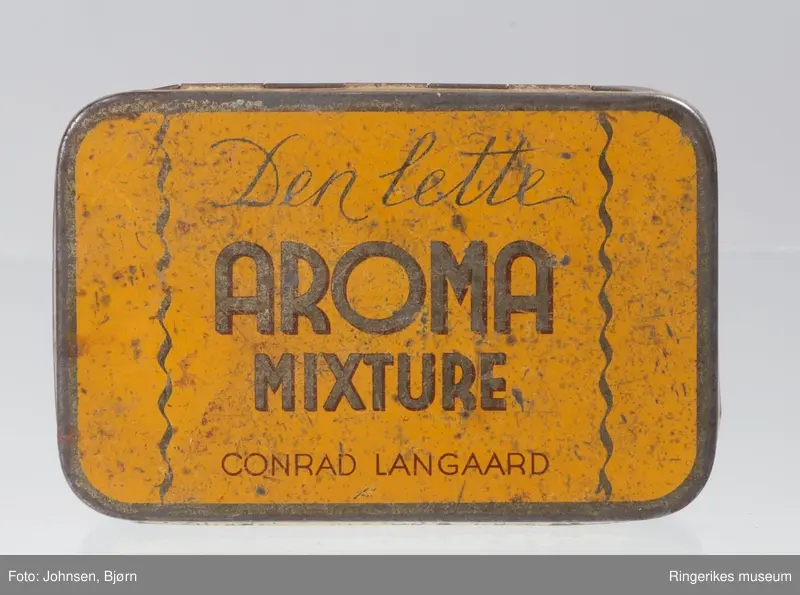 Den lette
AROMA
MIXTURE
CONRAD LANGAARD
Foto: Johnsen, Bjørn
Ringerikes museum